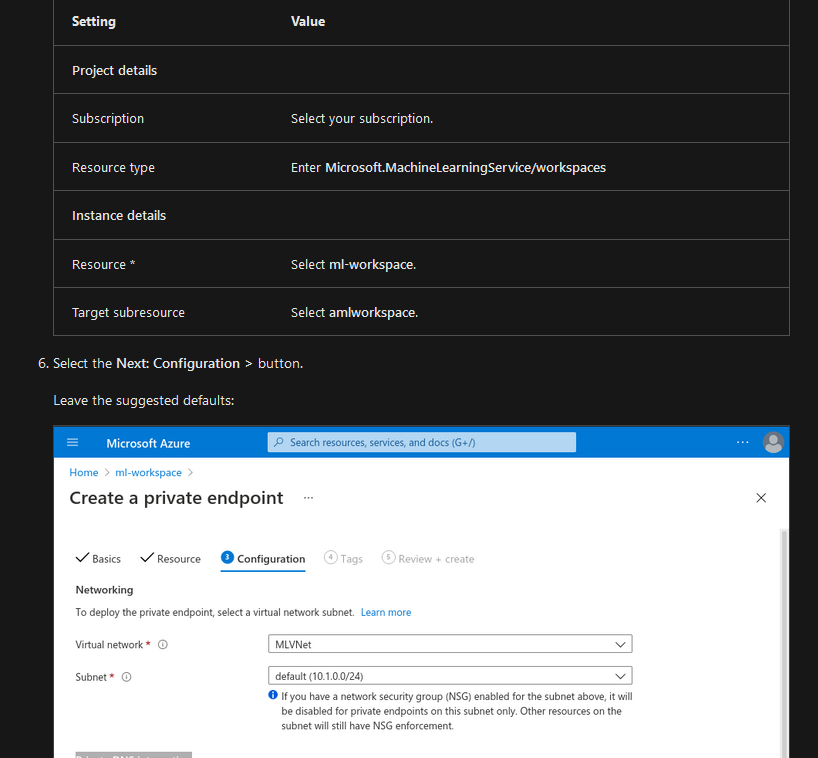 Setting Value
Project details
Subscription Select your subscription.
Resource type Enter Microsoft.MachineLearningService/workspaces
Instance details
Resource * Select ml-workspace.
Target subresource Select amlworkspace.
6. Select the Next: Configuration > button.
Leave the suggested defaults:
Microsoft Azure Search resources, services, and docs (G+/) ...
Home > ml-workspace >
Create a private endpoint ...
Basics Resource 3 Configuration 4 Tags 5 Review + create
Networking
To deploy the private endpoint, select a virtual network subnet. Learn more
Virtual network * MLVNet
Subnet * default (10.1.0.0/24)
If you have a network security group (NSG) enabled for the subnet above, it will
be disabled for private endpoints on this subnet only. Other resources on the
subnet will still have NSG enforcement.